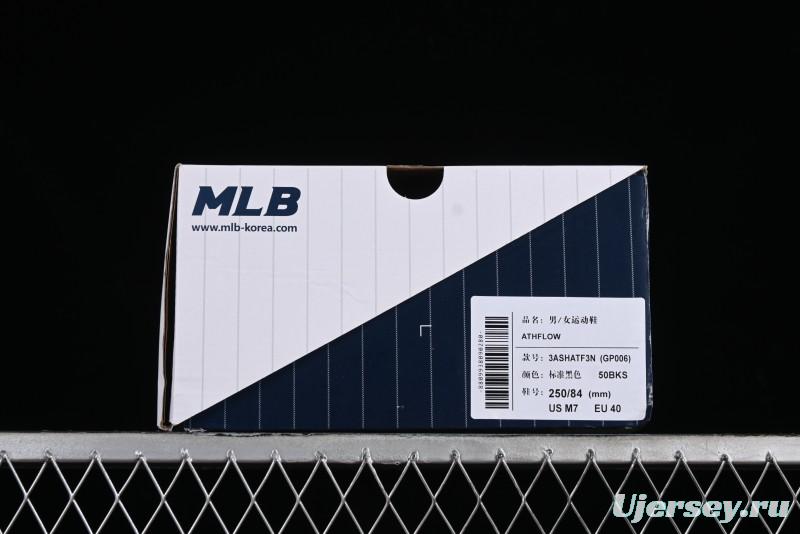 MLB
www.mlb-korea.com
品名: 男/女运动鞋
ATHFLOW
款号: 3ASHATF3N (GP006)
颜色: 标准黑色 50BKS
鞋号: 250/84 (mm)
US M7 EU 40
8809938090280-
Ujersey.ru